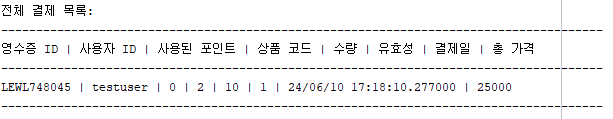 전체 결제 목록:
--------------------------------------------------------------------------------
영수증 ID | 사용자 ID | 사용된 포인트 | 상품 코드 | 수량 | 유효성 | 결제일 | 총 가격
--------------------------------------------------------------------------------
LEWL748045 | testuser | 0 | 2 | 10 | 1 | 24/06/10 17:18:10.277000 | 25000
--------------------------------------------------------------------------------